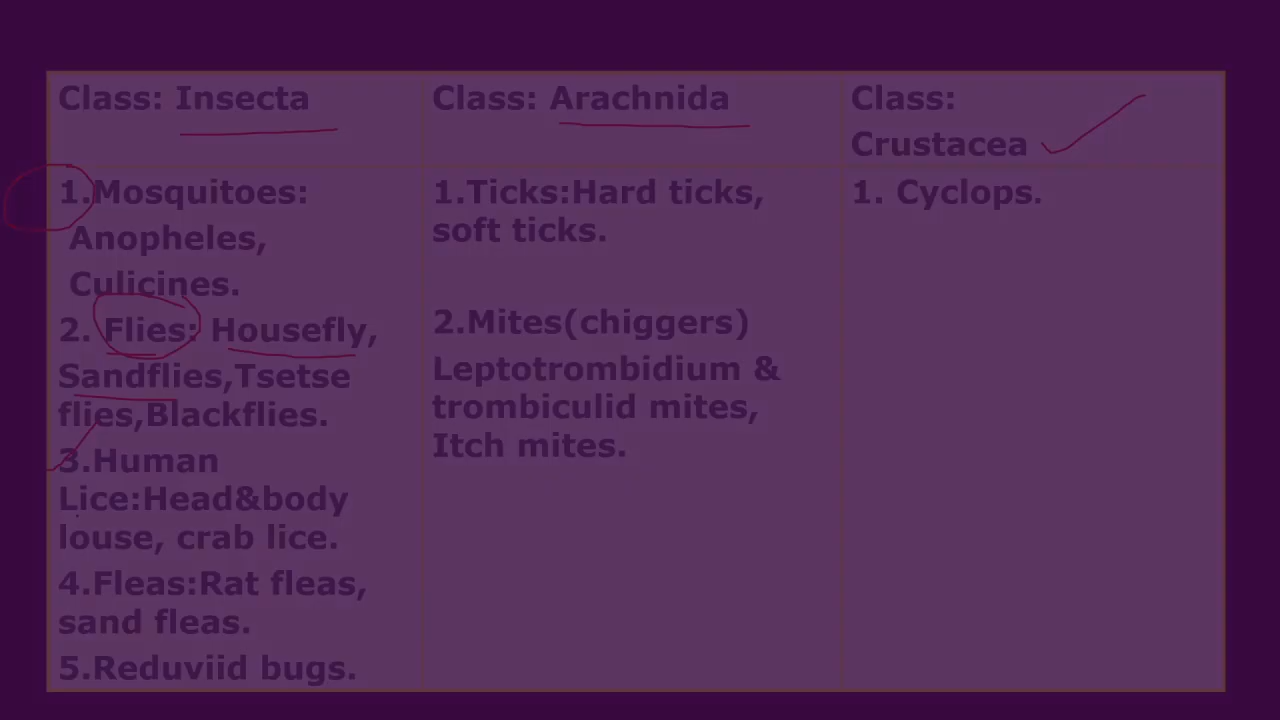 Class: Insecta
1.Mosquitoes:
Anopheles,
Culicines.
2. Flies: Housefly,
Sandflies,Tsetse
flies,Blackflies.
3.Human
Lice:Head&body
louse, crab lice.
4.Fleas:Rat fleas,
sand fleas.
5.Reduviid bugs.
Class: Arachnida
1.Ticks:Hard ticks,
soft ticks.
2.Mites(chiggers)
Leptotrombidium &
trombiculid mites,
Itch mites.
Class:
Crustacea
1. Cyclops.